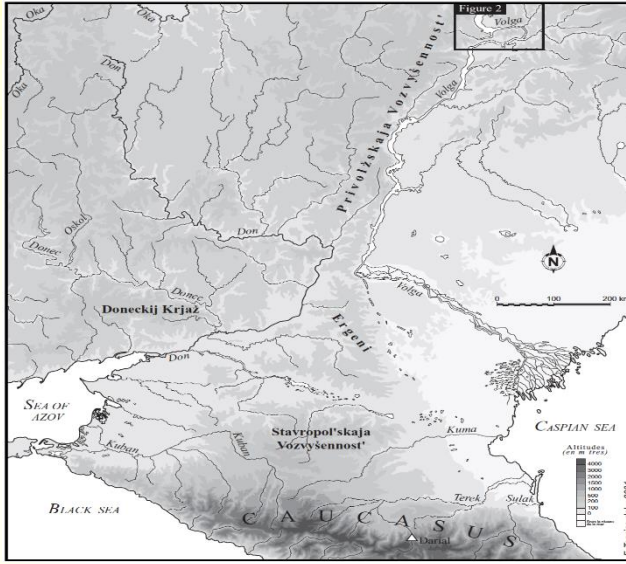 Figure 2
Volga
Oka
Oka
Oka
Don
Volga
Privolžskaja Vozvyšennost'
Oskol
Don
Donec
N
0 100 200 km
Volga
Donec
Doneckij Krjaž
Ergeni
Don
SEA OF
AZOV
Stavropol'skaja
Vozvyšennost'
Kuma
CASPIAN SEA
Kuban
Kuban
Altitudes
(en m tres)
4000
3000
2000
1500
1000
500
200
100
0
Terek
Sulak
BLACK SEA
CAUCASUS
Darial